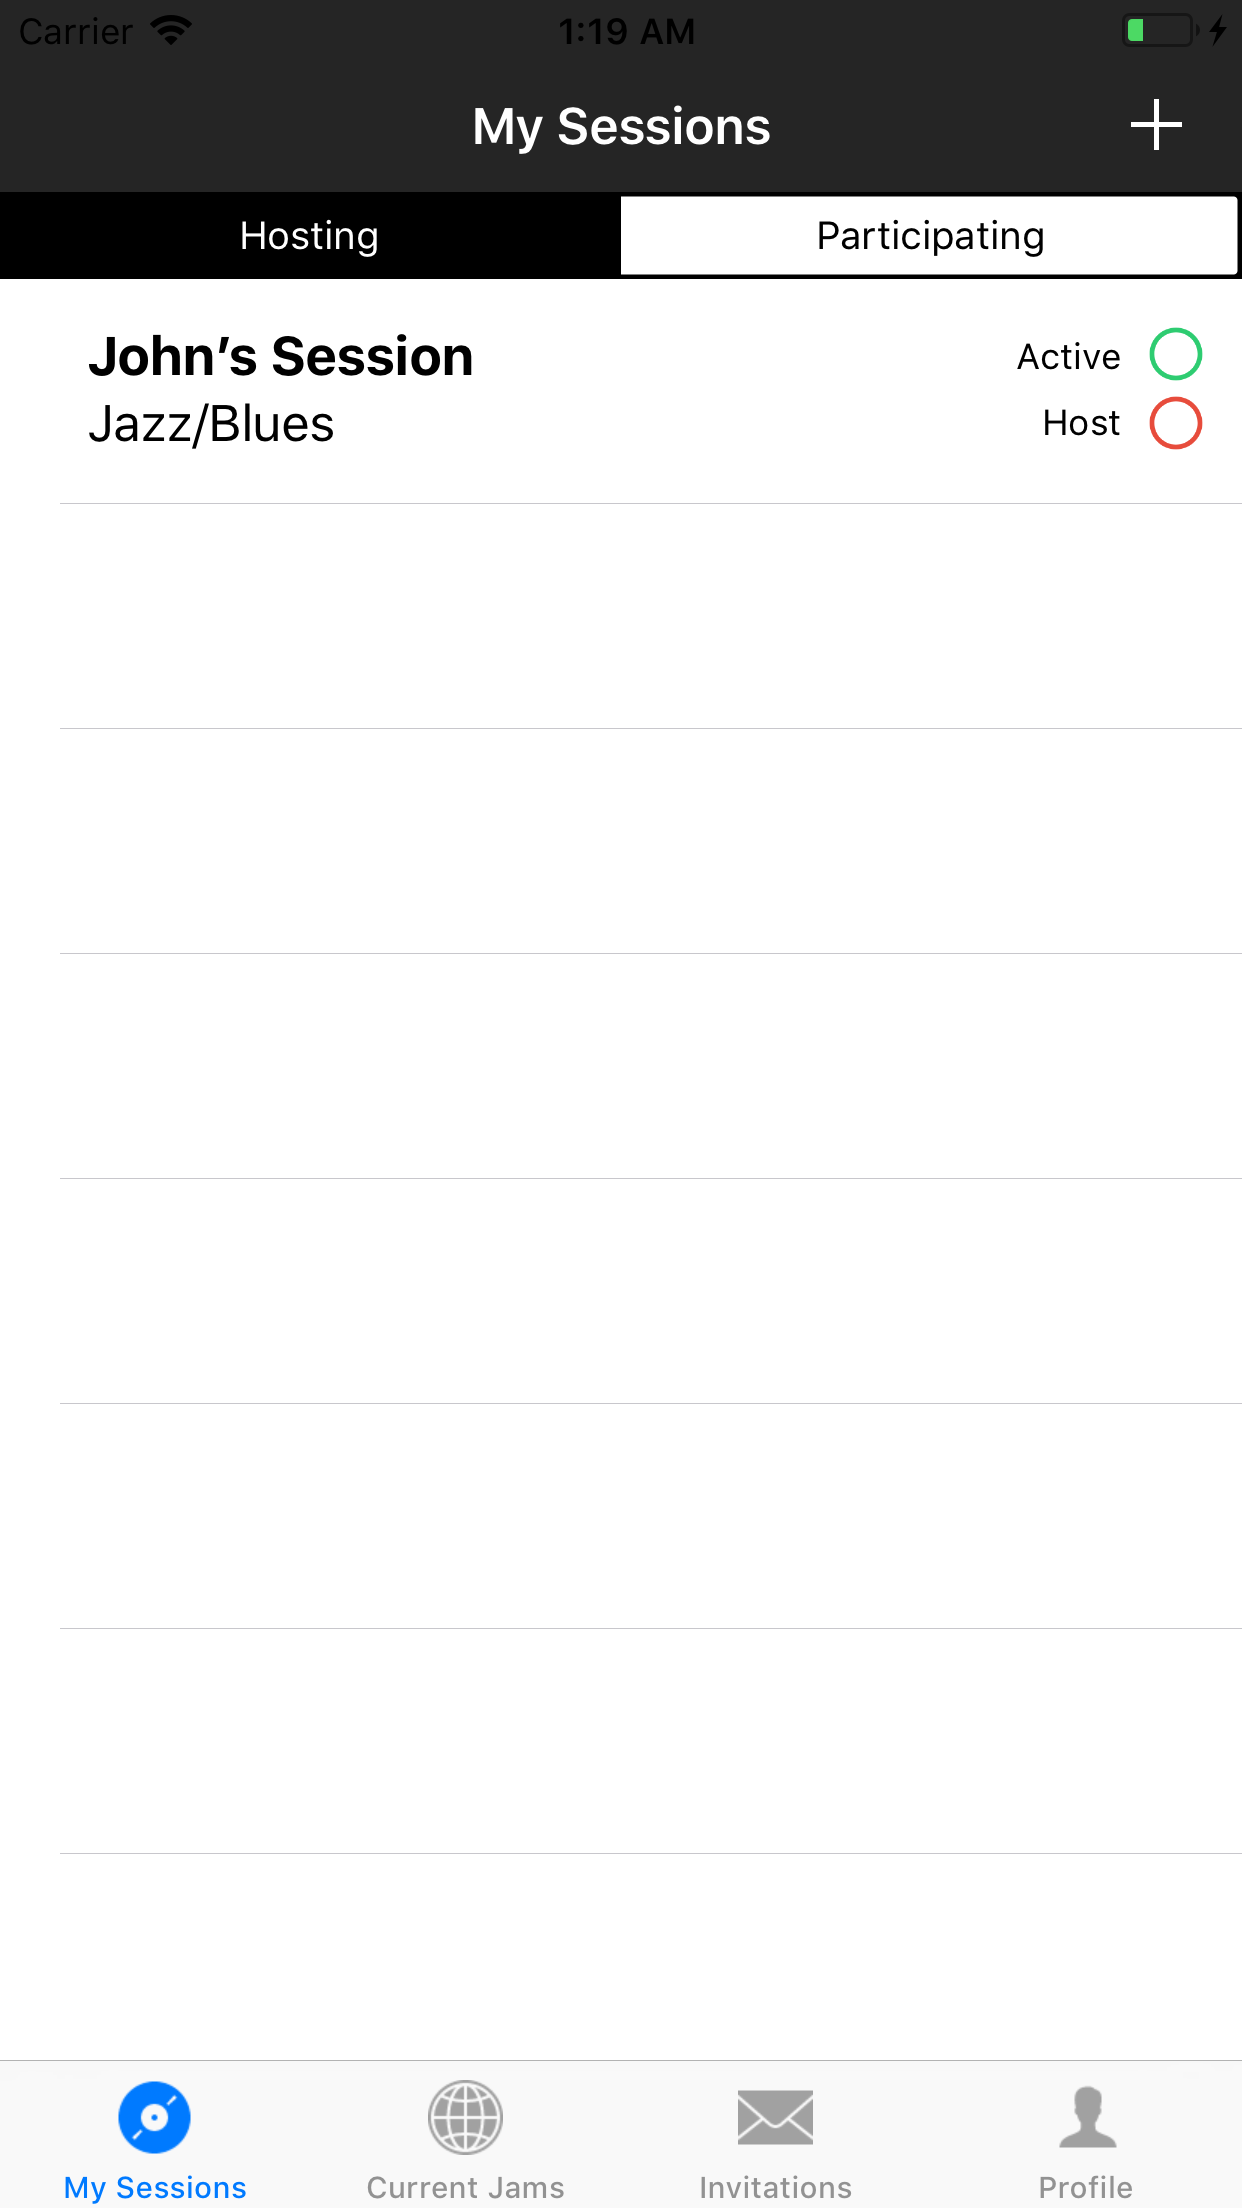 Carrier 1:19 AM
My Sessions
Hosting Participating
John’s Session Active
Jazz/Blues Host
My Sessions Current Jams Invitations Profile